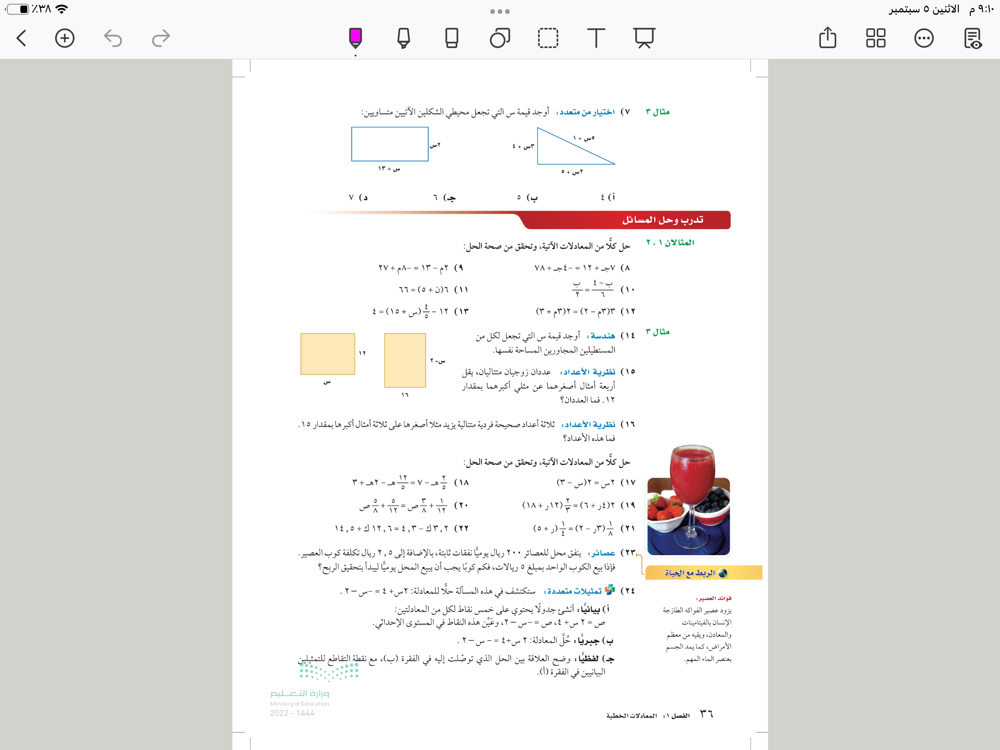 ٩:١٠ م الاثنين ٥ سبتمبر
٪٣٨
مثال ٣
٧) اختيار من متعدد: أوجد قيمة س التي تجعل محيطي الشكلين الآتيين متساويين:
٥س + ١
٣س + ٤
٢س + ٥
٢س
س + ١٣
أ) ٤ ب) ٥ جـ) ٦ د) ٧
تدرب وحل المسائل
المثالان ١ ، ٢
حل كلًّا من المعادلات الآتية، وتحقق من صحة الحل:
٨) ٧جـ + ١٢ = –٤جـ + ٧٨ ٩) ٢م – ١٣ = –٨م + ٢٧
١٠) (ب – ٤)/٦ = ب/٢ ١١) ٦(ن + ٥) = ٦٦
١٢) ٣(٣م – ٢) = ٢(٣م + ٣) ١٣) ١٢ – ٤/٥ (س + ١٥) = ٤
مثال ٣
١٤) هندسة: أوجد قيمة س التي تجعل لكل من
المستطيلين المجاورين المساحة نفسها.
س- ٢
١٦
١٢
س
١٥) نظرية الأعداد: عددان زوجيان متتاليان، يقل
أربعة أمثال أصغرهما عن مثلي أكبرهما بمقدار
١٢. فما العددان؟
١٦) نظرية الأعداد: ثلاثة أعداد صحيحة فردية متتالية يزيد مثلا أصغرها على ثلاثة أمثال أكبرها بمقدار ١٥.
فما هذه الأعداد؟
حل كلًّا من المعادلات الآتية، وتحقق من صحة الحل:
١٧) ٢س = ٢(س – ٣) ١٨) ٢/٥ هـ – ٧ = ١٢/٥ هـ – ٢هـ + ٣
١٩) ٢(٤ر + ٦) = ٢/٣ (١٢ر + ١٨) ٢٠) ١/١٢ + ٣/٨ ص = ٥/١٢ + ٥/٨ ص
٢١) ١/٨ (٣ر – ٢) = ١/٤ (ر + ٥) ٢٢) ٣,٢ك – ٤,٣ = ١٢,٦ك + ١٤,٥
٢٣) عصائر: ينفق محل للعصائر ٢٠٠ ريال يوميًّا نفقات ثابتة، بالإضافة إلى ٢,٥ ريال تكلفة كوب العصير.
فإذا بيع الكوب الواحد بمبلغ ٥ ريالات، فكم كوبًا يجب أن يبيع المحل يوميًّا ليبدأ بتحقيق الربح؟
الربط مع الحياة
فوائد العصير:
يزود عصير الفواكه الطازجة
الإنسان بالفيتامينات
والمعادن، ويقيه من معظم
الأمراض، كما يمد الجسم
بعنصر الماء المهم.
٢٤) تمثيلات متعددة: ستكتشف في هذه المسألة حلًّا للمعادلة: ٢س+ ٤ = –س – ٢ .
أ) بيانيًّا: أنشئ جدولًا يحتوي على خمس نقاط لكل من المعادلتين:
ص = ٢ س+ ٤، ص = –س – ٢، وعَيِّن هذه النقاط في المستوى الإحداثي.
ب) جبريًّا: حُلَّ المعادلة: ٢ س+٤ = – س – ٢ .
جـ) لفظيًّا: وضح العلاقة بين الحل الذي توصّلت إليه في الفقرة (ب)، مع نقطة التقاطع للتمثيلين
البيانيين في الفقرة (أ).
وزارة التعليم
Ministry of Education
2022 - 1444
٣٦ الفصل ١: المعادلات الخطية